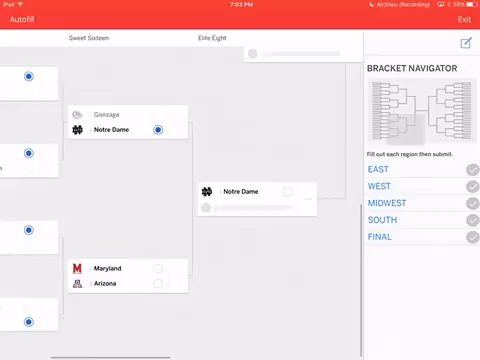 iPad
7:03 PM
AirShou (Recording)
56%
Autofill
Exit
Sweet Sixteen
Elite Eight
BRACKET NAVIGATOR
Gonzaga
Notre Dame
Notre Dame
Fill out each region then submit.
EAST
WEST
MIDWEST
SOUTH
FINAL
Maryland
Arizona